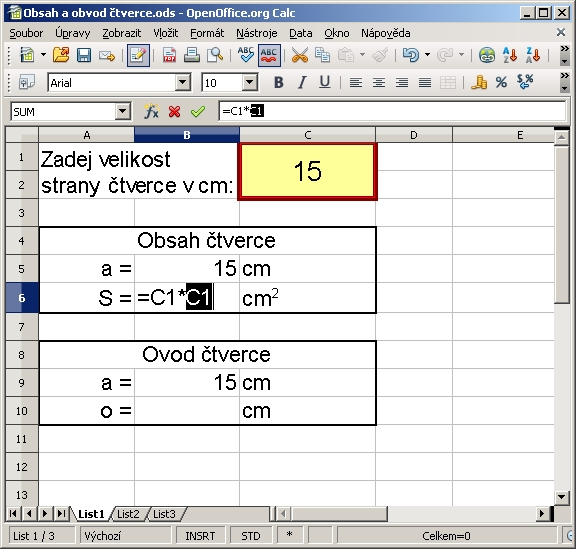 Obsah a obvod čtverce.ods - OpenOffice.org Calc
Soubor Úpravy Zobrazit Vložit Formát Nástroje Data Okno Nápověda
Arial 10 B I U
SUM =C1*C1
A B C D E
1 Zadej velikost 15
2 strany čtverce v cm:
3
4 Obsah čtverce
5 a = 15 cm
6 S = =C1*C1 cm2
7
8 Ovod čtverce
9 a = 15 cm
10 o = cm
11
12
13
List1 List2 List3
List 1 / 3 Výchozí INSRT STD * Celkem=0